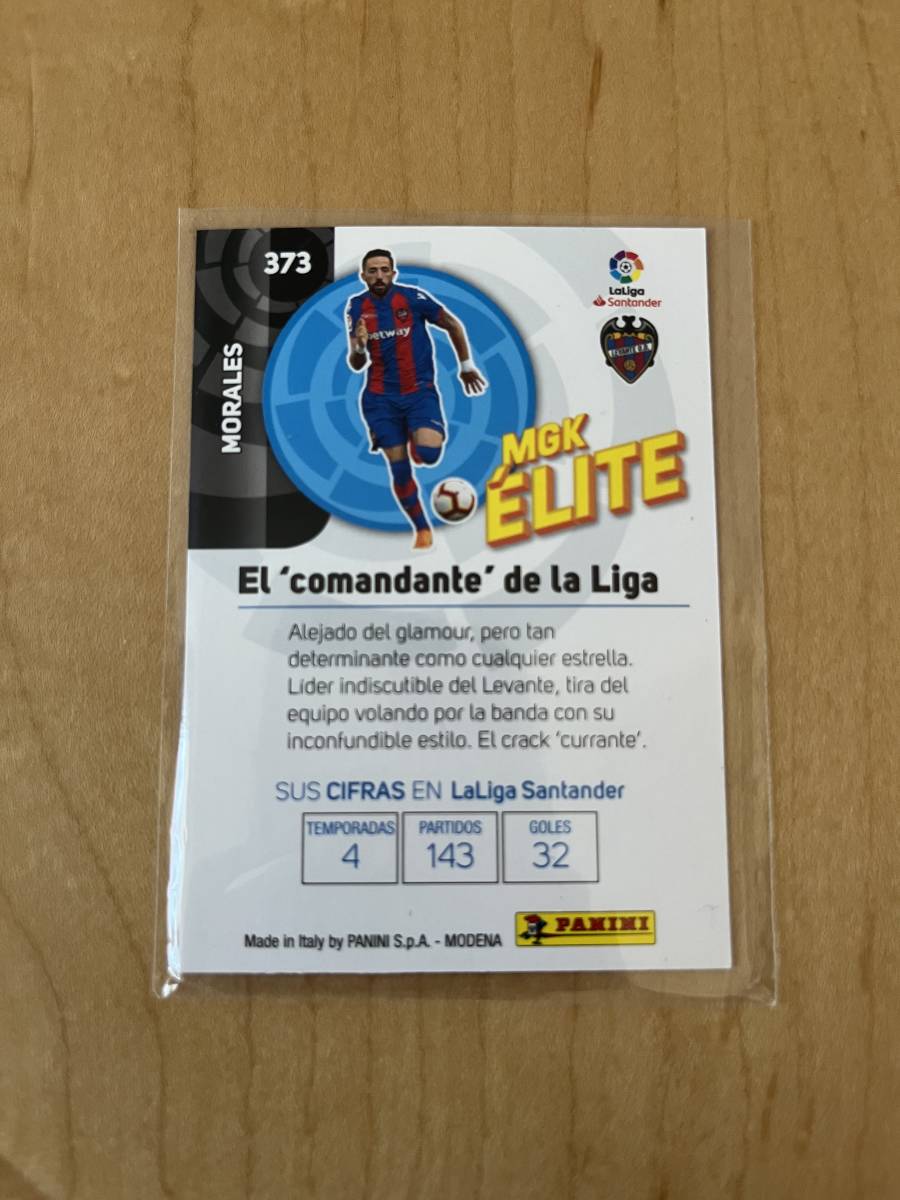 373
MORALES
LaLiga
Santander
LEVANTE U.D.
betway
MGK
ÉLITE
El ‘comandante’ de la Liga
Alejado del glamour, pero tan
determinante como cualquier estrella.
Líder indiscutible del Levante, tira del
equipo volando por la banda con su
inconfundible estilo. El crack ‘currante’.
SUS CIFRAS EN LaLiga Santander
TEMPORADAS PARTIDOS GOLES
4 143 32
Made in Italy by PANINI S.p.A. - MODENA
PANINI